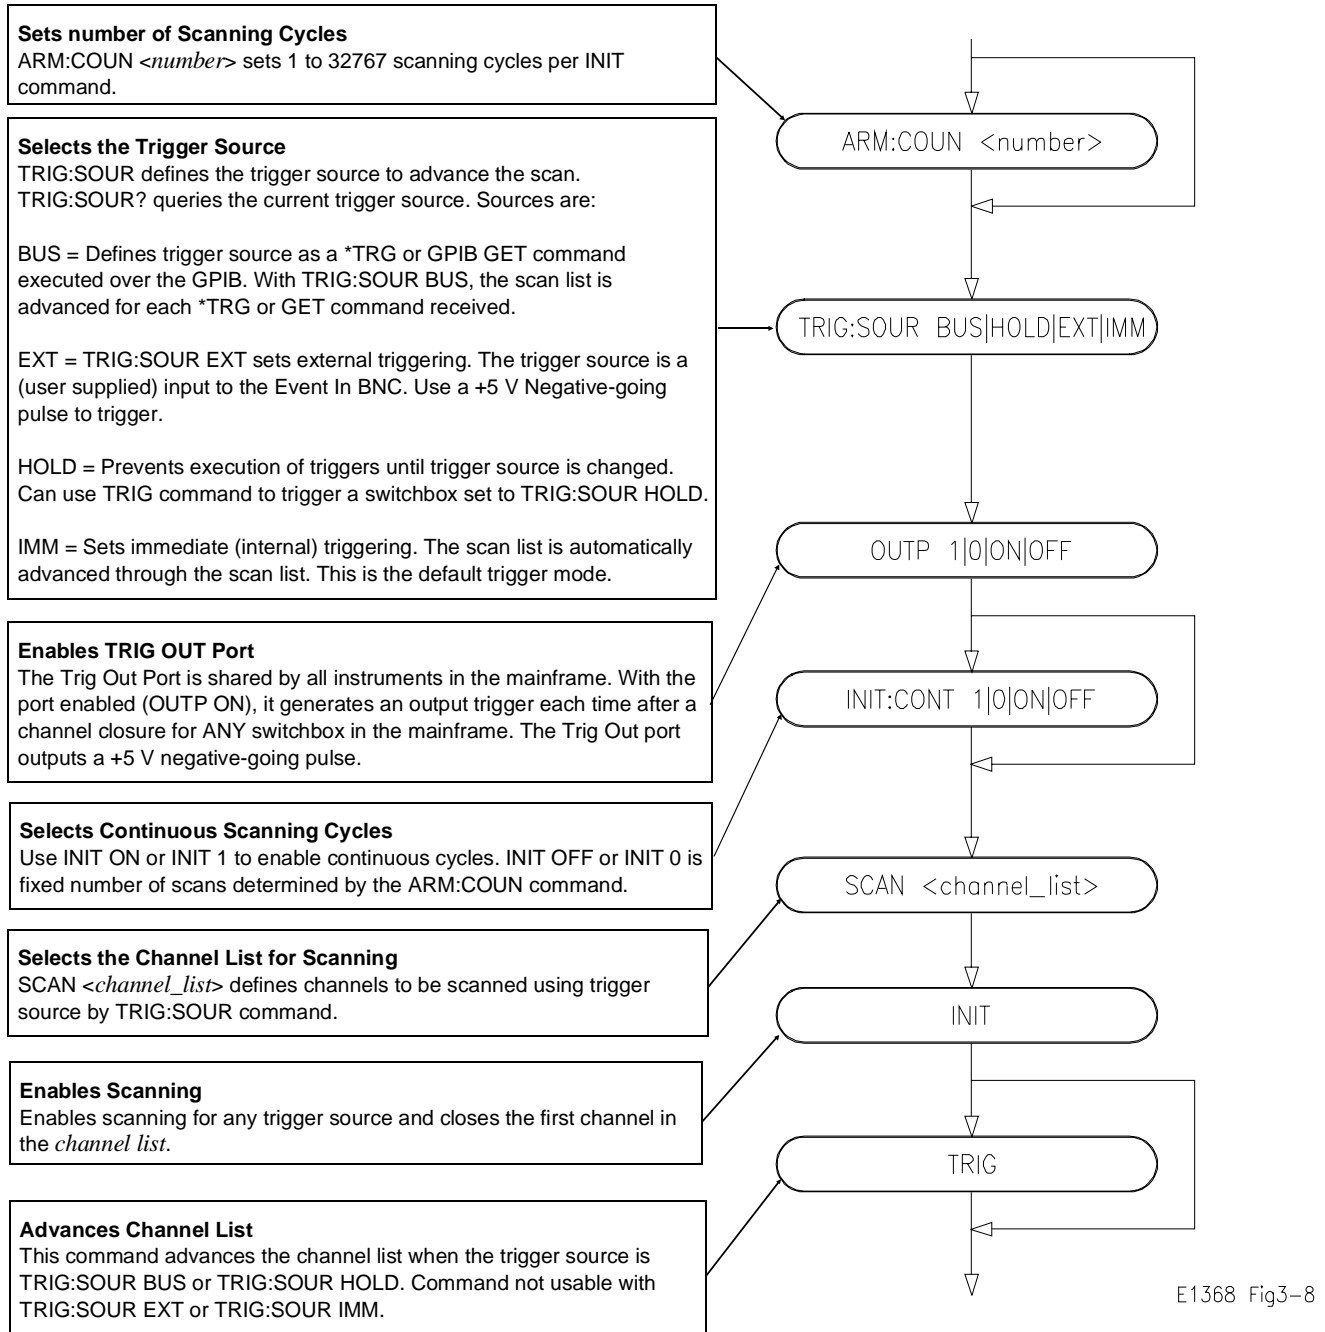 Sets number of Scanning Cycles
ARM:COUN <number> sets 1 to 32767 scanning cycles per INIT
command.
Selects the Trigger Source
TRIG:SOUR defines the trigger source to advance the scan.
TRIG:SOUR? queries the current trigger source. Sources are:
BUS = Defines trigger source as a *TRG or GPIB GET command
executed over the GPIB. With TRIG:SOUR BUS, the scan list is
advanced for each *TRG or GET command received.
EXT = TRIG:SOUR EXT sets external triggering. The trigger source is a
(user supplied) input to the Event In BNC. Use a +5 V Negative-going
pulse to trigger.
HOLD = Prevents execution of triggers until trigger source is changed.
Can use TRIG command to trigger a switchbox set to TRIG:SOUR HOLD.
IMM = Sets immediate (internal) triggering. The scan list is automatically
advanced through the scan list. This is the default trigger mode.
Enables TRIG OUT Port
The Trig Out Port is shared by all instruments in the mainframe. With the
port enabled (OUTP ON), it generates an output trigger each time after a
channel closure for ANY switchbox in the mainframe. The Trig Out port
outputs a +5 V negative-going pulse.
Selects Continuous Scanning Cycles
Use INIT ON or INIT 1 to enable continuous cycles. INIT OFF or INIT 0 is
fixed number of scans determined by the ARM:COUN command.
Selects the Channel List for Scanning
SCAN <channel_list> defines channels to be scanned using trigger
source by TRIG:SOUR command.
Enables Scanning
Enables scanning for any trigger source and closes the first channel in
the channel list.
Advances Channel List
This command advances the channel list when the trigger source is
TRIG:SOUR BUS or TRIG:SOUR HOLD. Command not usable with
TRIG:SOUR EXT or TRIG:SOUR IMM.
ARM:COUN <number>
TRIG:SOUR BUS|HOLD|EXT|IMM
OUTP 1|0|ON|OFF
INIT:CONT 1|0|ON|OFF
SCAN <channel_list>
INIT
TRIG
E1368 Fig3-8